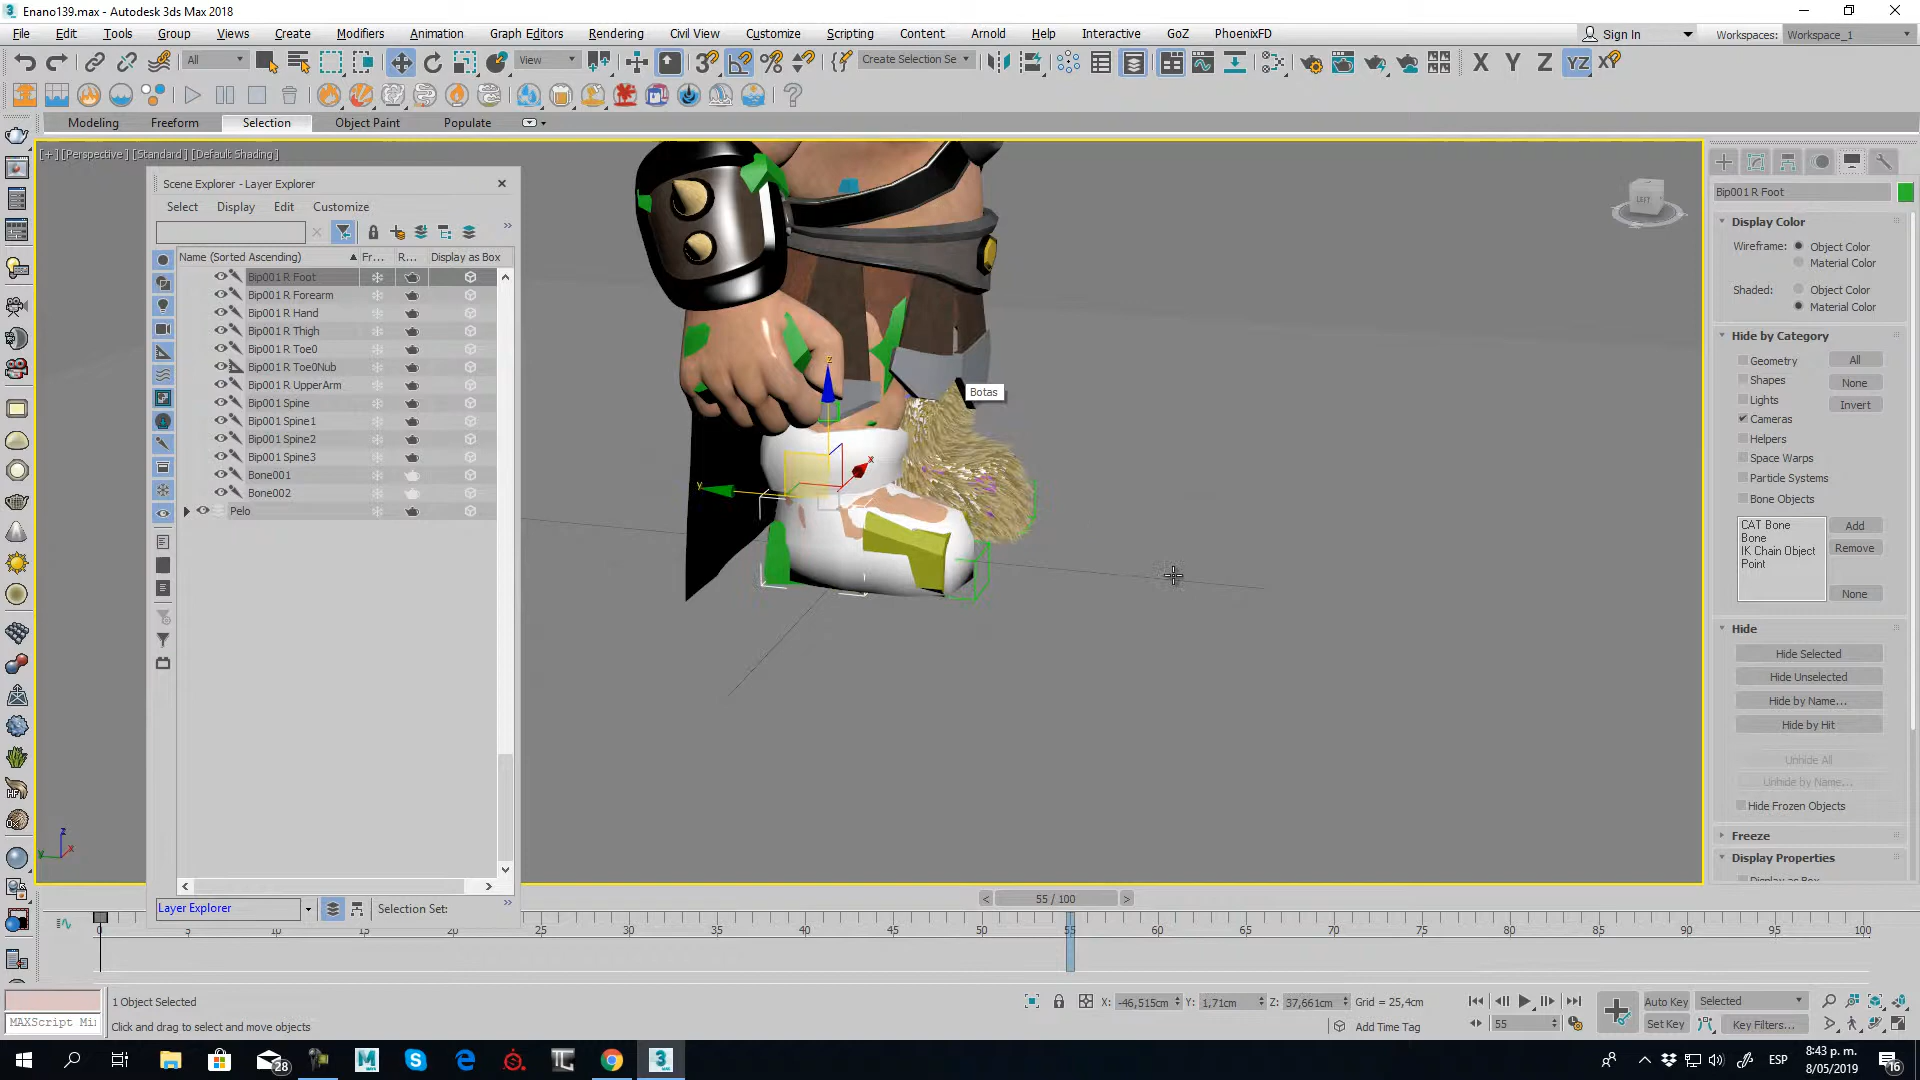 Enano139.max - Autodesk 3ds Max 2018
File Edit Tools Group Views Create Modifiers Animation Graph Editors Rendering Civil View Customize Scripting Content Arnold Help Interactive GoZ PhoenixFD
Sign In
Workspaces: Workspace_1
All
View
Create Selection Se
X Y Z YZ XY
Modeling Freeform Selection Object Paint Populate
[+] [Perspective] [Standard] [Default Shading]
Scene Explorer - Layer Explorer
Select Display Edit Customize
Name (Sorted Ascending) Fr... R... Display as Box
Bip001 R Foot
Bip001 R Forearm
Bip001 R Hand
Bip001 R Thigh
Bip001 R Toe0
Bip001 R Toe0Nub
Bip001 R UpperArm
Bip001 Spine
Bip001 Spine1
Bip001 Spine2
Bip001 Spine3
Bone001
Bone002
Pelo
Layer Explorer
Selection Set:
Botas
z
x
y
LEFT
z
y
x
Bip001 R Foot
Display Color
Wireframe: Object Color
Material Color
Shaded: Object Color
Material Color
Hide by Category
Geometry All
Shapes None
Lights Invert
Cameras
Helpers
Space Warps
Particle Systems
Bone Objects
CAT Bone Add
Bone
IK Chain Object Remove
Point
None
Hide
Hide Selected
Hide Unselected
Hide by Name...
Hide by Hit
Unhide All
Unhide by Name...
Hide Frozen Objects
Freeze
Display Properties
Display as Box
< 55 / 100 >
0 5 10 15 20 25 30 35 40 45 50 55 60 65 70 75 80 85 90 95 100
1 Object Selected
X: -46,515cm Y: 1,71cm Z: 37,661cm Grid = 25,4cm
Auto Key Selected
MAXScript Mi
Click and drag to select and move objects
Add Time Tag
55
Set Key Key Filters...
28
ESP
8:43 p. m.
8/05/2019
16